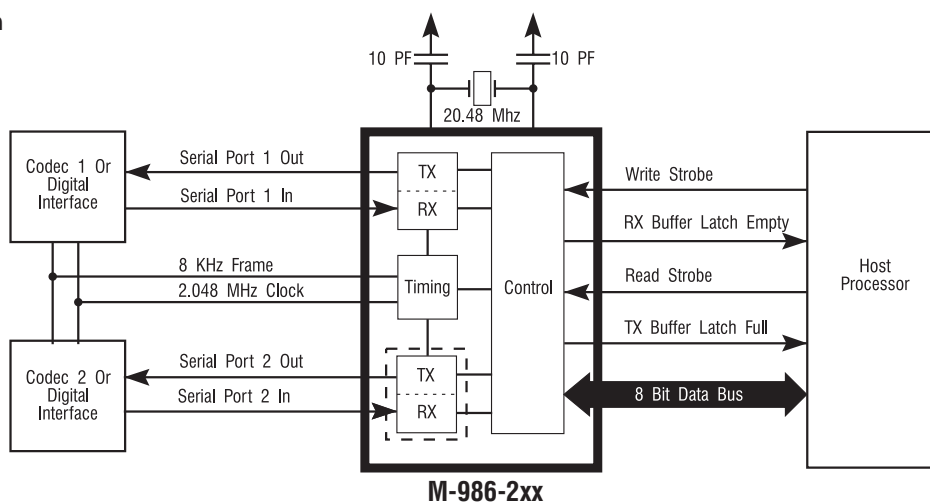 10 PF
10 PF
20.48 Mhz
Codec 1 Or
Digital
Interface
Serial Port 1 Out
Serial Port 1 In
TX
RX
8 KHz Frame
2.048 MHz Clock
Timing
Control
Codec 2 Or
Digital
Interface
Serial Port 2 Out
Serial Port 2 In
TX
RX
Write Strobe
RX Buffer Latch Empty
Read Strobe
TX Buffer Latch Full
8 Bit Data Bus
Host
Processor
M-986-2xx